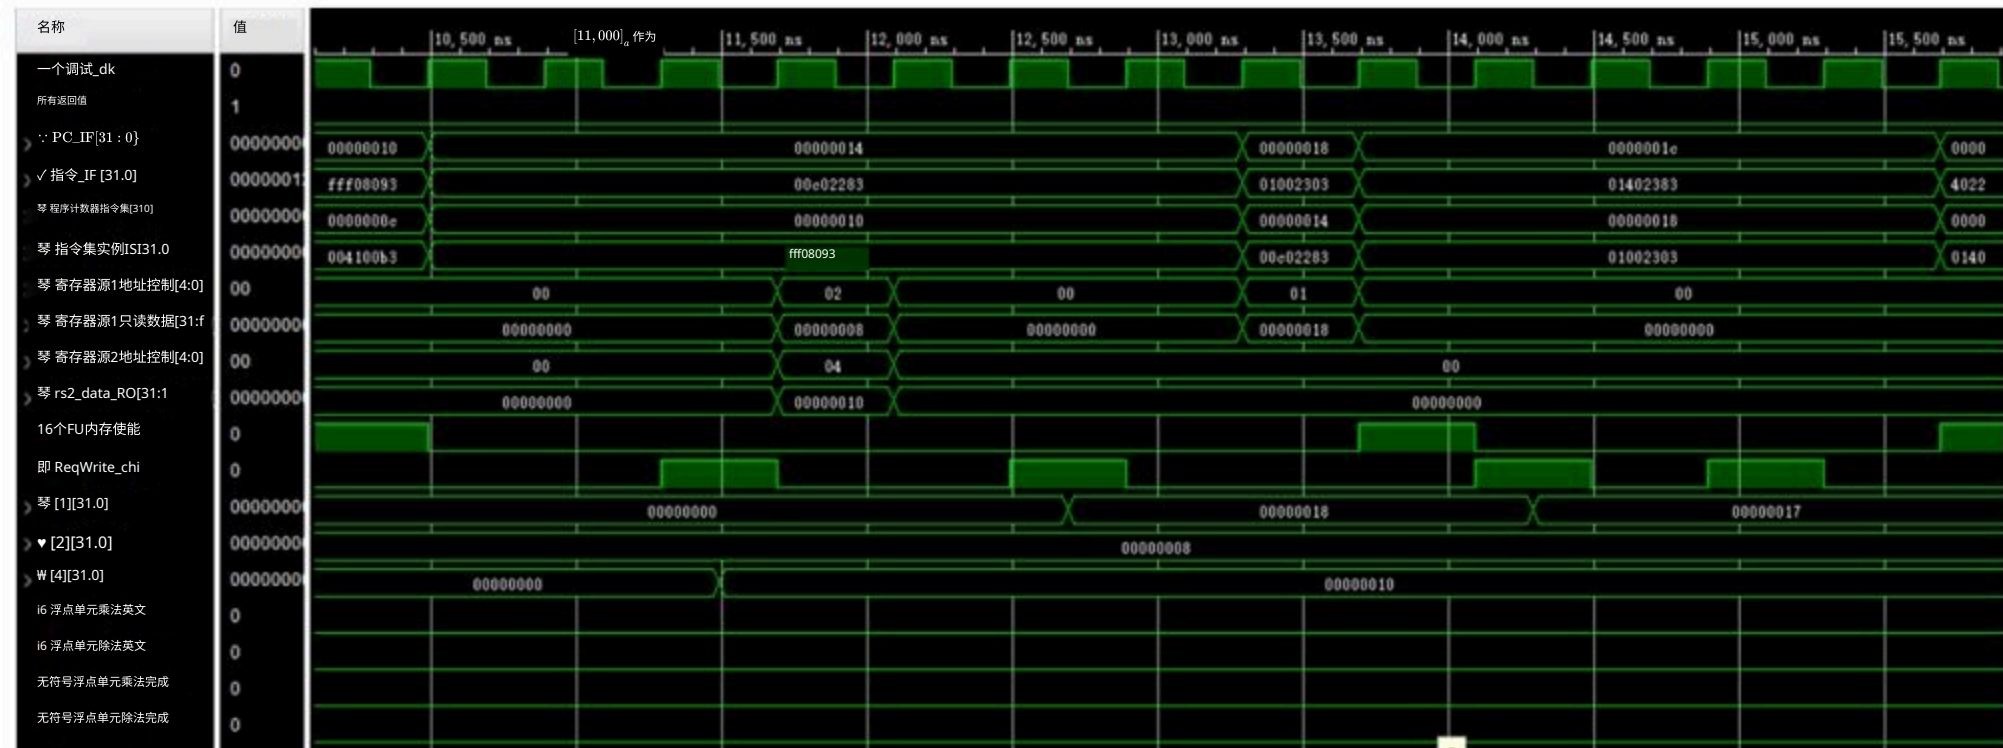 名称 值
10,500 ns [11,000]ₐ 作为 11,500 ns 12,000 ns 12,500 ns 13,000 ns 13,500 ns 14,000 ns 14,500 ns 15,000 ns 15,500 ns
一个调试_dk 0
所有返回值 1
∵ PC_IF[31 : 0} 00000000 00000010 00000014 00000018 0000001c 0000
✓ 指令_IF [31.0] 00000001 fff08093 00c02283 01002303 01402383 4022
琴 程序计数器指令集[310] 00000000 0000000c 00000010 00000014 00000018 0000
琴 指令集实例ISI31.0 00000000 004100b3 fff08093 00c02283 01002303 0140
琴 寄存器源1地址控制[4:0] 00 00 02 00 01 00
琴 寄存器源1只读数据[31:f 00000000 00000000 00000008 00000000 00000018 00000000
琴 寄存器源2地址控制[4:0] 00 00 04 00
琴 rs2_data_RO[31:1 00000000 00000000 00000010 00000000
16个FU内存使能 0
即 ReqWrite_chi 0
琴 [1][31.0] 00000000 00000000 00000018 00000017
♥ [2][31.0] 00000000 00000008
₩ [4][31.0] 00000000 00000000 00000010
i6 浮点单元乘法英文 0
i6 浮点单元除法英文 0
无符号浮点单元乘法完成 0
无符号浮点单元除法完成 0